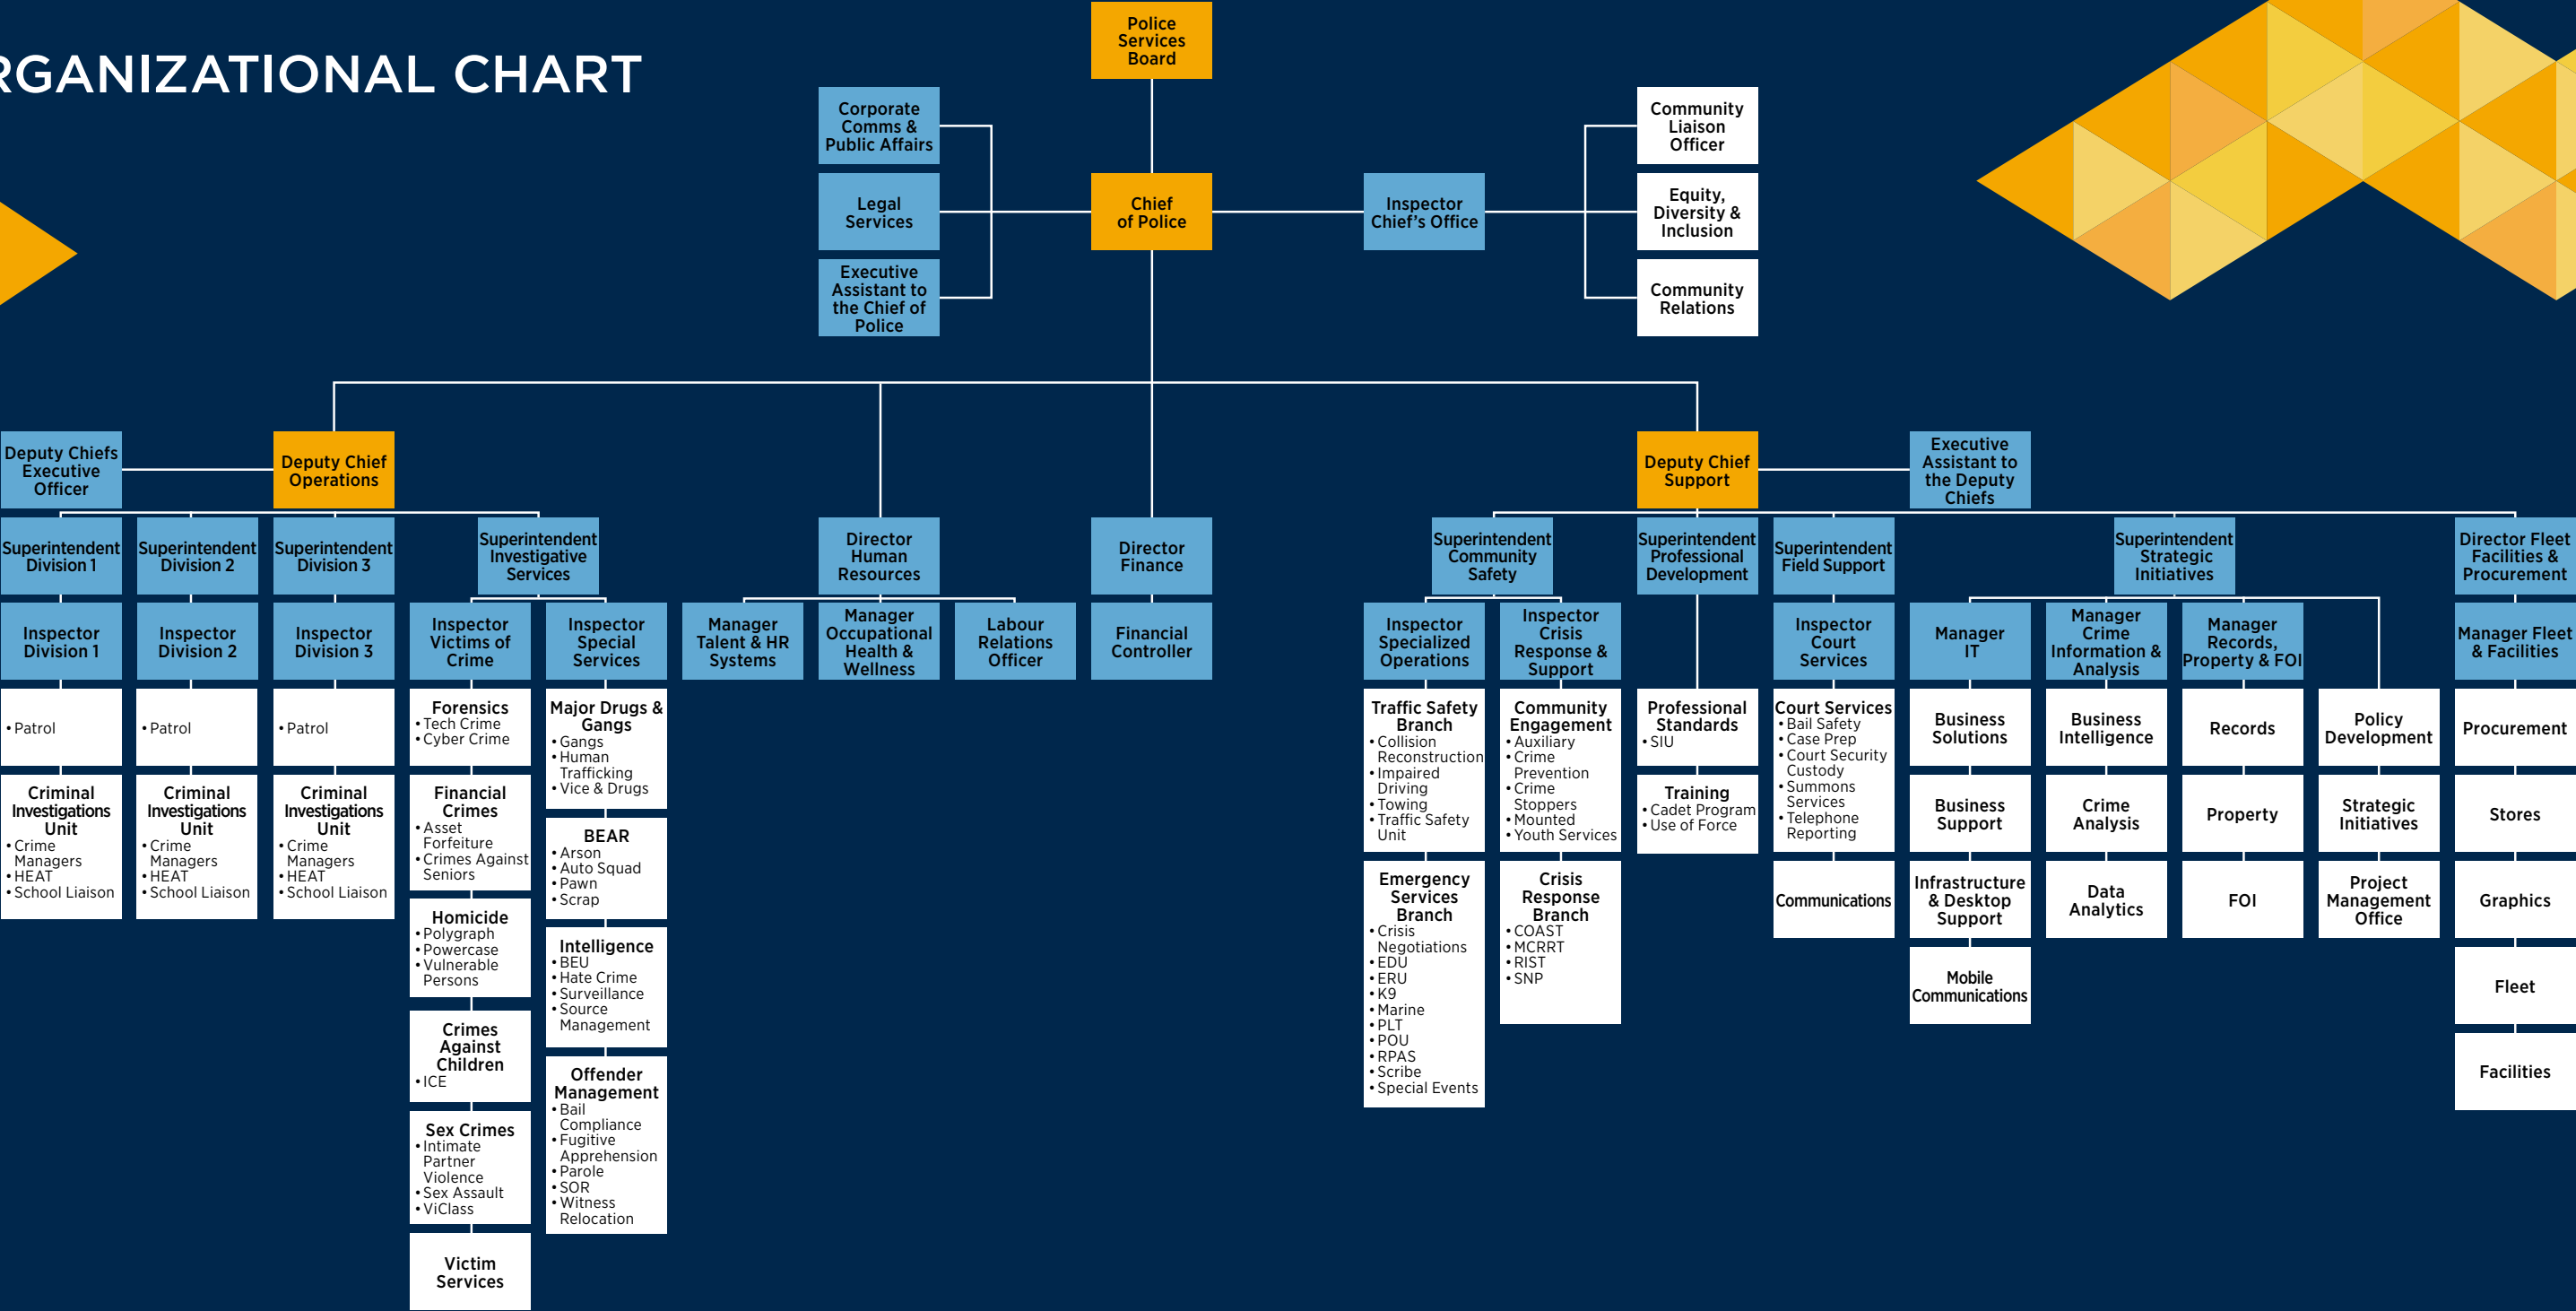 RGANIZATIONAL CHART
Police
Services
Board
Corporate
Comms &
Public Affairs
Legal
Services
Executive
Assistant to
the Chief of
Police
Chief
of Police
Inspector
Chief's Office
Community
Liaison
Officer
Equity,
Diversity &
Inclusion
Community
Relations
Deputy Chiefs
Executive
Officer
Deputy Chief
Operations
Deputy Chief
Support
Executive
Assistant to
the Deputy
Chiefs
Superintendent
Division 1
Superintendent
Division 2
Superintendent
Division 3
Superintendent
Investigative
Services
Director
Human
Resources
Director
Finance
Superintendent
Community
Safety
Superintendent
Professional
Development
Superintendent
Field Support
Superintendent
Strategic
Initiatives
Director Fleet
Facilities &
Procurement
Inspector
Division 1
Inspector
Division 2
Inspector
Division 3
Inspector
Victims of
Crime
Inspector
Special
Services
Manager
Talent & HR
Systems
Manager
Occupational
Health &
Wellness
Labour
Relations
Officer
Financial
Controller
Inspector
Specialized
Operations
Inspector
Crisis
Response &
Support
Inspector
Court
Services
Manager
IT
Manager
Crime
Information &
Analysis
Manager
Records,
Property & FOI
Manager Fleet
& Facilities
• Patrol
Criminal
Investigations
Unit
• Crime
Managers
• HEAT
• School Liaison
• Patrol
Criminal
Investigations
Unit
• Crime
Managers
• HEAT
• School Liaison
• Patrol
Criminal
Investigations
Unit
• Crime
Managers
• HEAT
• School Liaison
Forensics
• Tech Crime
• Cyber Crime
Financial
Crimes
• Asset
Forfeiture
• Crimes Against
Seniors
Homicide
• Polygraph
• Powercase
• Vulnerable
Persons
Crimes
Against
Children
• ICE
Sex Crimes
• Intimate
Partner
Violence
• Sex Assault
• ViClass
Victim
Services
Major Drugs &
Gangs
• Gangs
• Human
Trafficking
• Vice & Drugs
BEAR
• Arson
• Auto Squad
• Pawn
• Scrap
Intelligence
• BEU
• Hate Crime
• Surveillance
• Source
Management
Offender
Management
• Bail
Compliance
• Fugitive
Apprehension
• Parole
• SOR
• Witness
Relocation
Traffic Safety
Branch
• Collision
Reconstruction
• Impaired
Driving
• Towing
• Traffic Safety
Unit
Emergency
Services
Branch
• Crisis
Negotiations
• EDU
• ERU
• K9
• Marine
• PLT
• POU
• RPAS
• Scribe
• Special Events
Community
Engagement
• Auxiliary
• Crime
Prevention
• Crime
Stoppers
• Mounted
• Youth Services
Crisis
Response
Branch
• COAST
• MCRRT
• RIST
• SNP
Professional
Standards
• SIU
Training
• Cadet Program
• Use of Force
Court Services
• Bail Safety
• Case Prep
• Court Security
Custody
• Summons
Services
• Telephone
Reporting
Communications
Business
Solutions
Business
Support
Infrastructure
& Desktop
Support
Mobile
Communications
Business
Intelligence
Crime
Analysis
Data
Analytics
Records
Property
FOI
Policy
Development
Strategic
Initiatives
Project
Management
Office
Procurement
Stores
Graphics
Fleet
Facilities